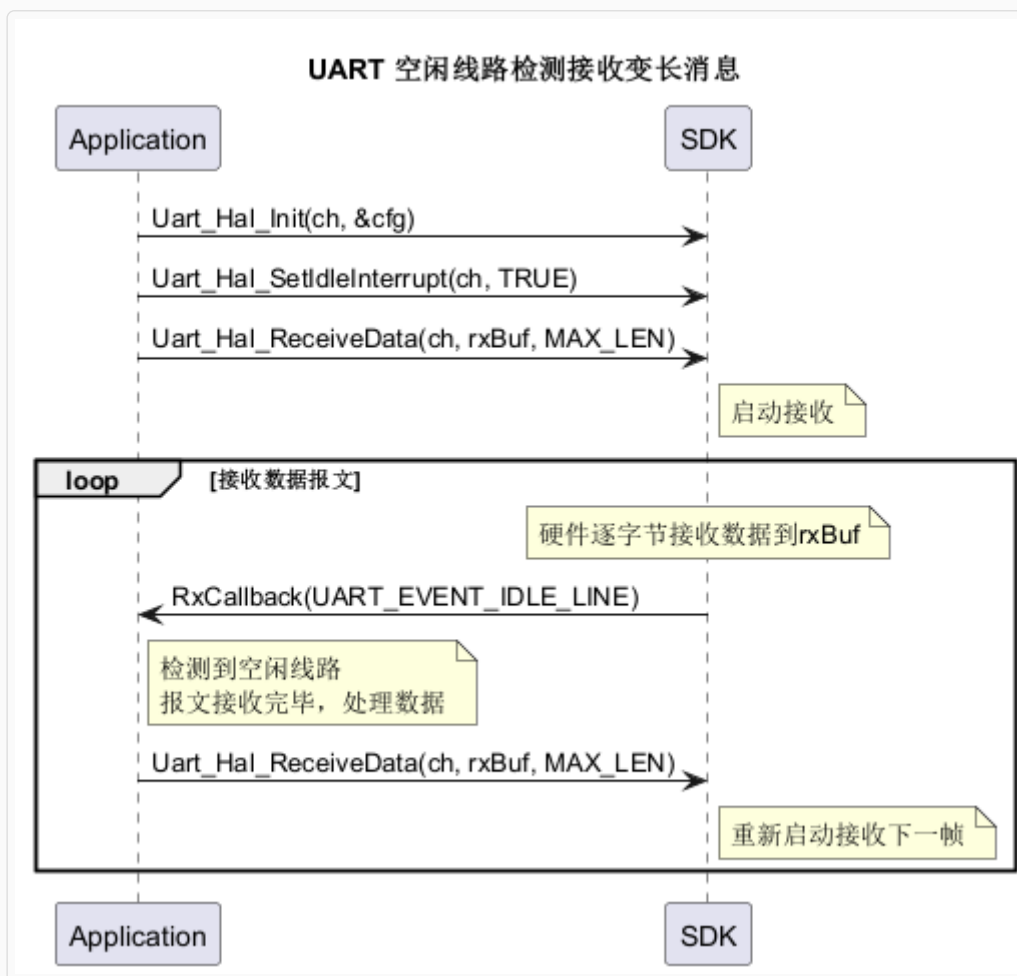 UART 空闲线路检测接收变长消息
Application
SDK
Uart_Hal_Init(ch, &cfg)
Uart_Hal_SetIdleInterrupt(ch, TRUE)
Uart_Hal_ReceiveData(ch, rxBuf, MAX_LEN)
启动接收
loop
[接收数据报文]
硬件逐字节接收数据到rxBuf
RxCallback(UART_EVENT_IDLE_LINE)
检测到空闲线路
报文接收完毕，处理数据
Uart_Hal_ReceiveData(ch, rxBuf, MAX_LEN)
重新启动接收下一帧
Application
SDK